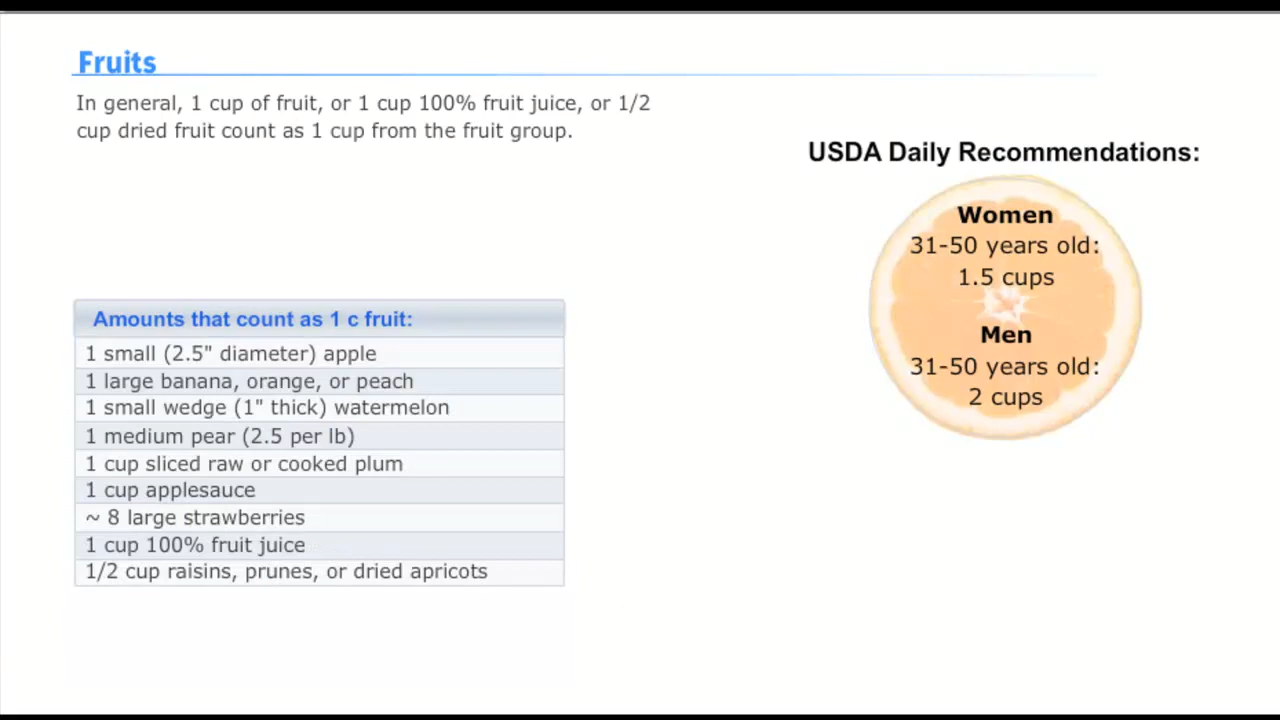 Fruits
In general, 1 cup of fruit, or 1 cup 100% fruit juice, or 1/2
cup dried fruit count as 1 cup from the fruit group.
USDA Daily Recommendations:
Women
31-50 years old:
1.5 cups
Men
31-50 years old:
2 cups
Amounts that count as 1 c fruit:
1 small (2.5" diameter) apple
1 large banana, orange, or peach
1 small wedge (1" thick) watermelon
1 medium pear (2.5 per lb)
1 cup sliced raw or cooked plum
1 cup applesauce
~ 8 large strawberries
1 cup 100% fruit juice
1/2 cup raisins, prunes, or dried apricots